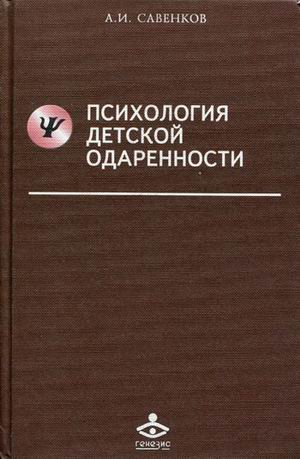 А.И. САВЕНКОВ
Ψ
ПСИХОЛОГИЯ
ДЕТСКОЙ
ОДАРЕННОСТИ
генезис